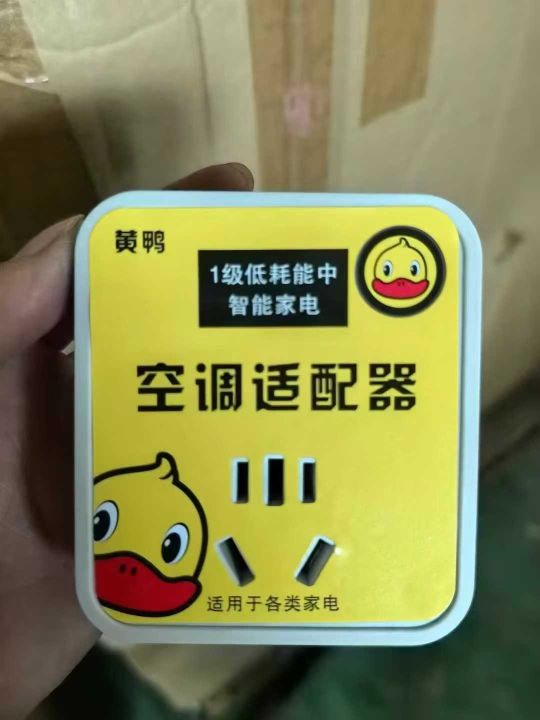 黄鸭
1级低耗能中
智能家电
空调适配器
适用于各类家电